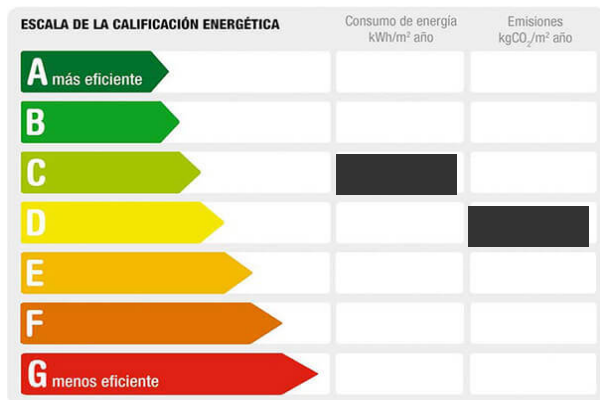 ESCALA DE LA CALIFICACIÓN ENERGÉTICA
Consumo de energía
kWh/m² año
Emisiones
kgCO₂/m² año
A más eficiente
B
C
D
E
F
G menos eficiente